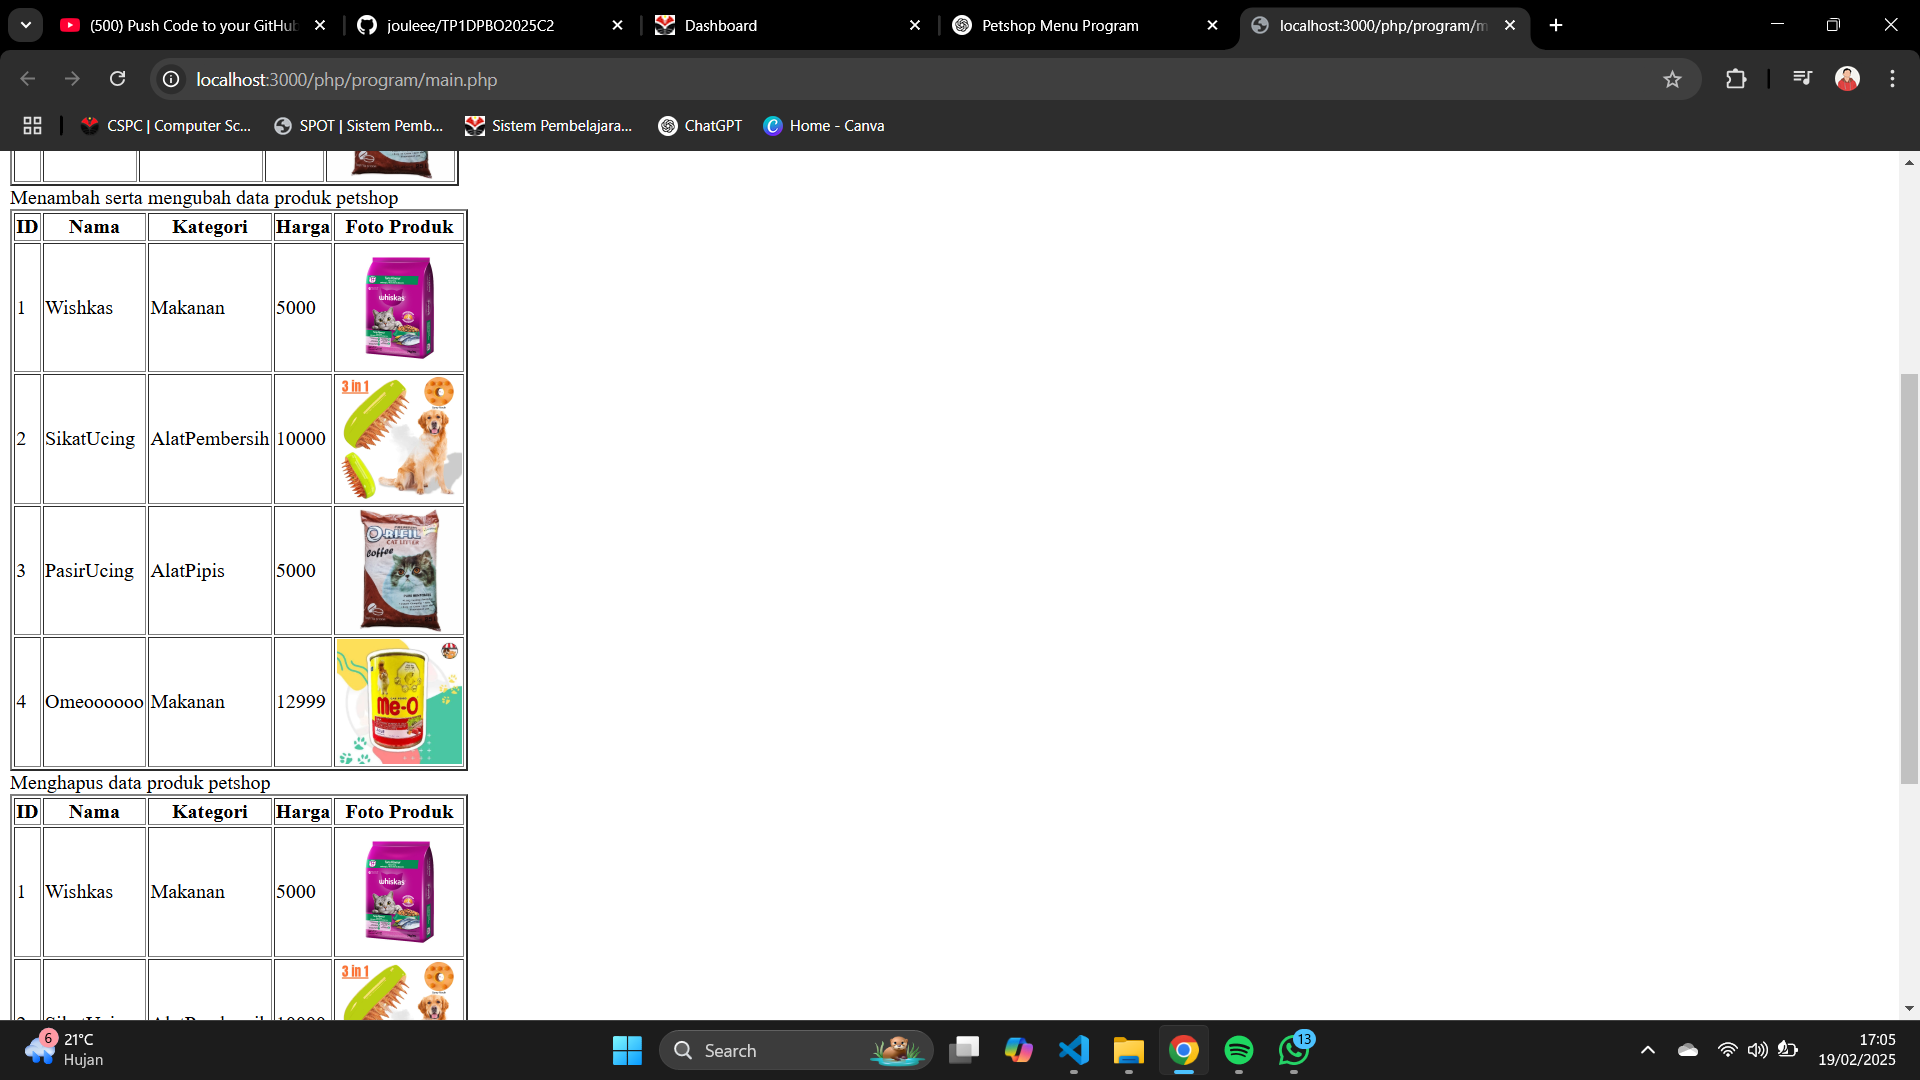 (500) Push Code to your GitHub
jouleee/TP1DPBO2025C2
Dashboard
Petshop Menu Program
localhost:3000/php/program/m
localhost:3000/php/program/main.php
CSPC | Computer Sc...
SPOT | Sistem Pemb...
Sistem Pembelajara...
ChatGPT
Home - Canva
Menambah serta mengubah data produk petshop
ID Nama Kategori Harga Foto Produk
whiskas
1 Wishkas Makanan 5000
3 in 1
2 SikatUcing AlatPembersih 10000
ORIFIL
CAT LITTER
Coffee
3 PasirUcing AlatPipis 5000
Me-O
4 Omeoooooo Makanan 12999
Menghapus data produk petshop
ID Nama Kategori Harga Foto Produk
whiskas
1 Wishkas Makanan 5000
3 in 1
6
21°C
Hujan
Search
13
17:05
19/02/2025